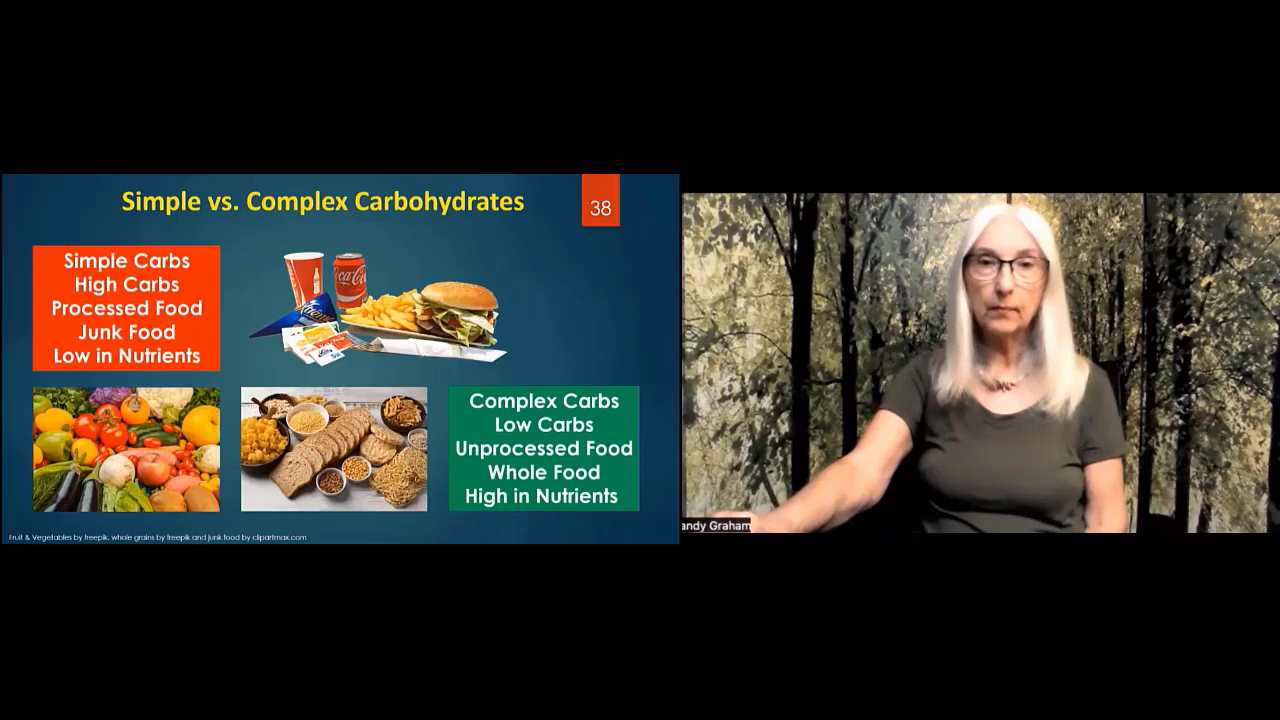 Simple vs. Complex Carbohydrates
38
Simple Carbs
High Carbs
Processed Food
Junk Food
Low in Nutrients
Coca-Co
Complex Carbs
Low Carbs
Unprocessed Food
Whole Food
High in Nutrients
Fruit & Vegetables by freepik. whole grains by freepik and junk food by clipartmax.com
andy Graham